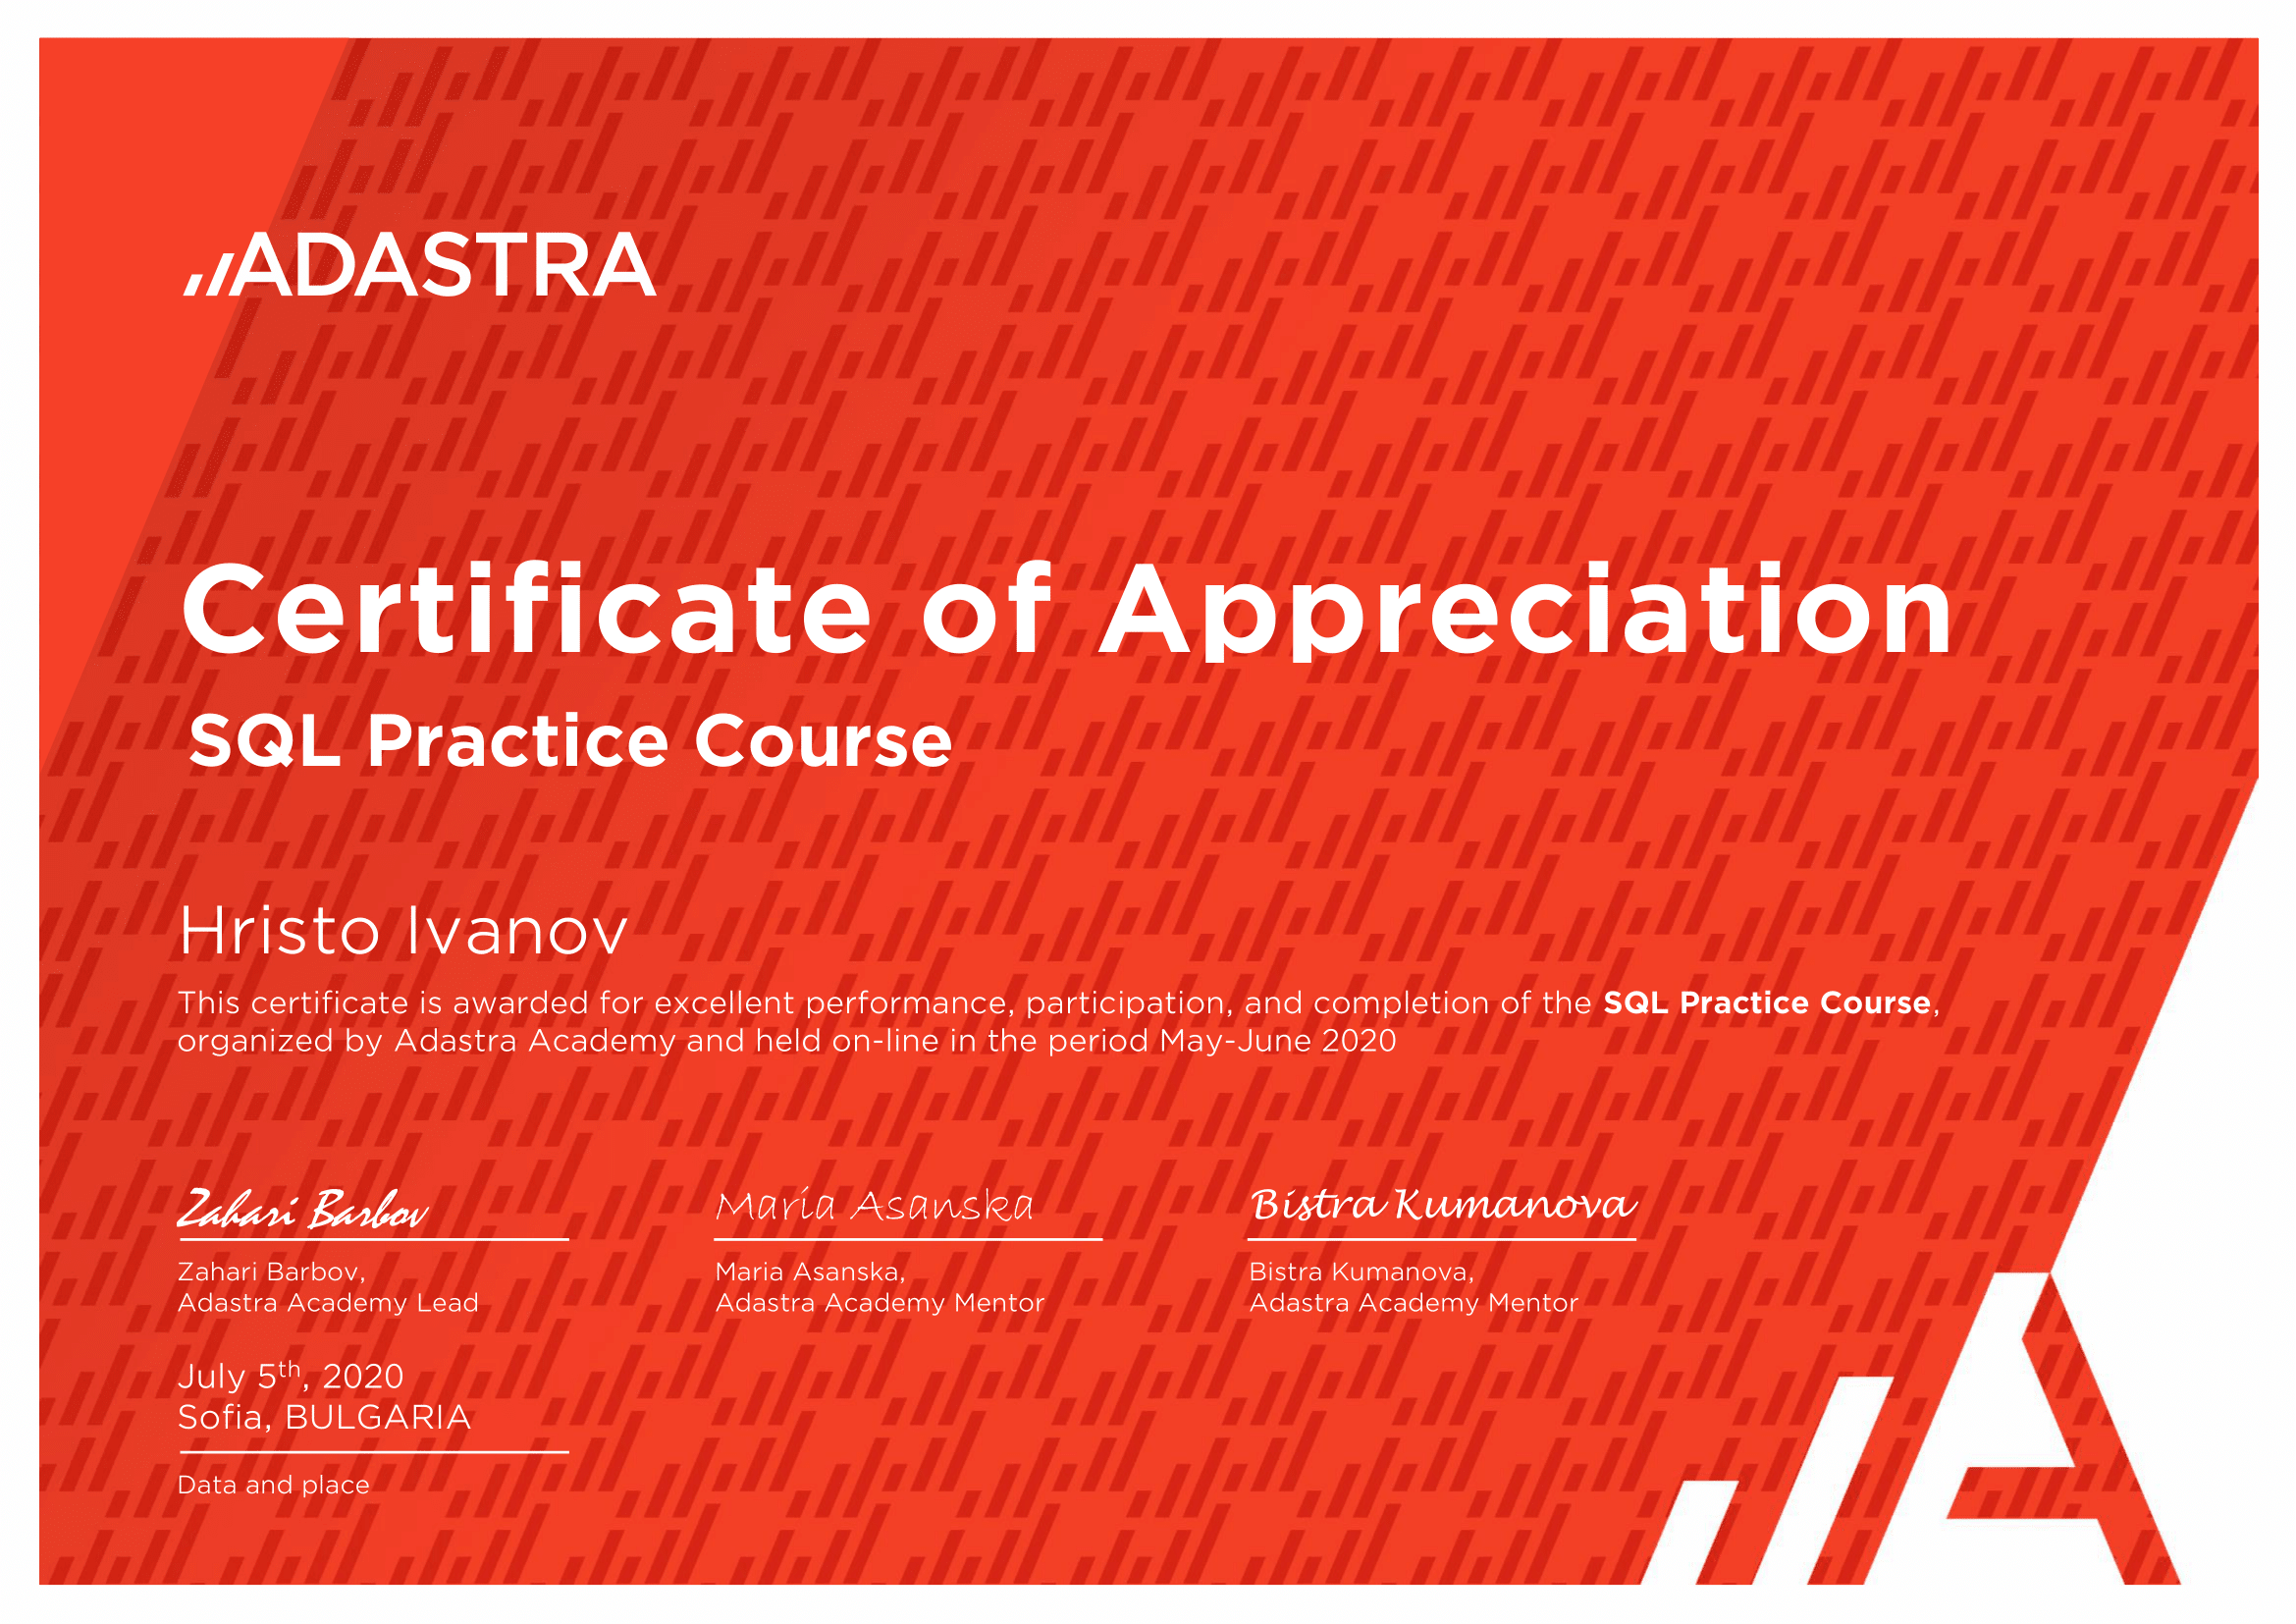 ADASTRA
Certificate of Appreciation
SQL Practice Course
Hristo Ivanov
This certificate is awarded for excellent performance, participation, and completion of the SQL Practice Course,
organized by Adastra Academy and held on-line in the period May-June 2020
Zahari Barbov
Zahari Barbov,
Adastra Academy Lead
Maria Asanska
Maria Asanska,
Adastra Academy Mentor
Bistra Kumanova
Bistra Kumanova,
Adastra Academy Mentor
July 5th, 2020
Sofia, BULGARIA
Data and place